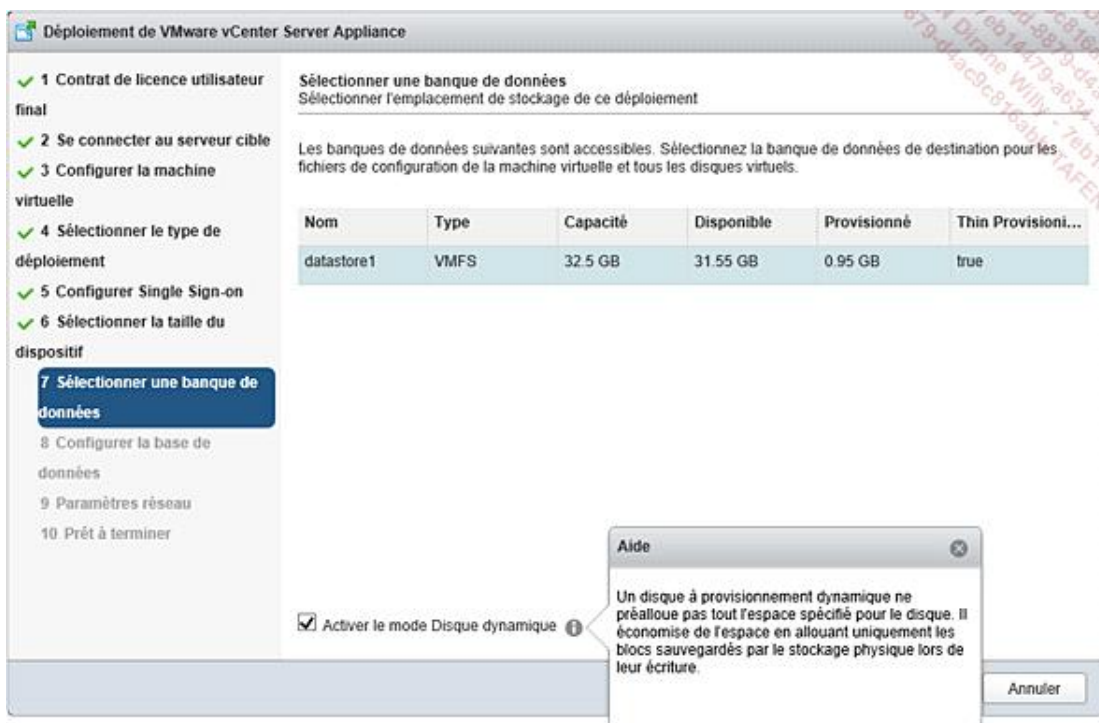 Déploiement de VMware vCenter Server Appliance
1 Contrat de licence utilisateur
final
2 Se connecter au serveur cible
3 Configurer la machine
virtuelle
4 Sélectionner le type de
déploiement
5 Configurer Single Sign-on
6 Sélectionner la taille du
dispositif
7 Sélectionner une banque de
données
8 Configurer la base de
données
9 Paramètres réseau
10 Prêt à terminer
Sélectionner une banque de données
Sélectionner l'emplacement de stockage de ce déploiement
Les banques de données suivantes sont accessibles. Sélectionnez la banque de données de destination pour les
fichiers de configuration de la machine virtuelle et tous les disques virtuels.
Nom Type Capacité Disponible Provisionné Thin Provisioni...
datastore1 VMFS 32.5 GB 31.55 GB 0.95 GB true
Activer le mode Disque dynamique
Aide
Un disque à provisionnement dynamique ne
préalloue pas tout l'espace spécifié pour le disque. Il
économise de l'espace en allouant uniquement les
blocs sauvegardés par le stockage physique lors de
leur écriture.
Annuler